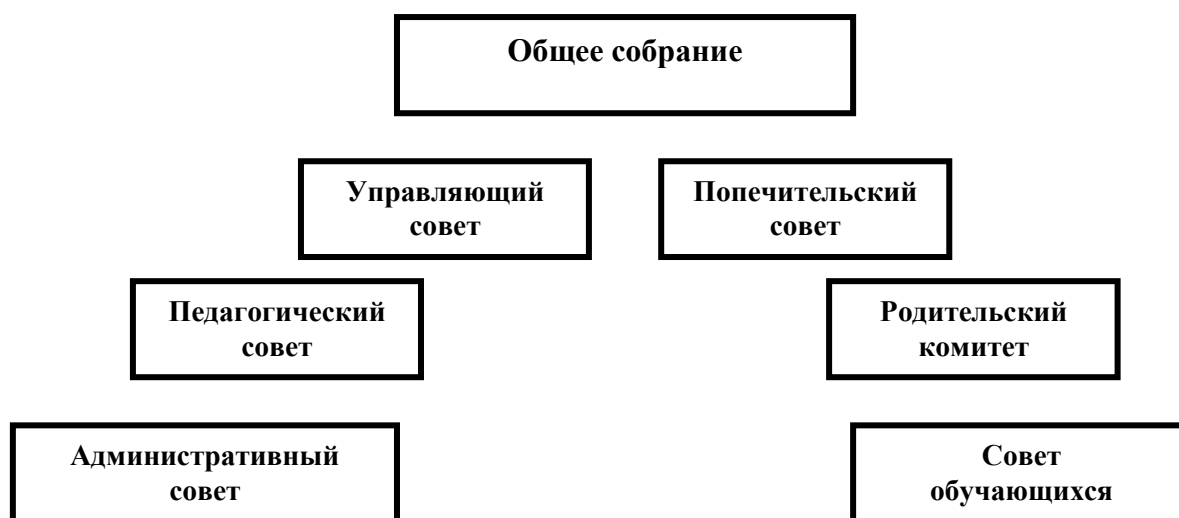 Общее собрание
Управляющий
совет
Попечительский
совет
Педагогический
совет
Родительский
комитет
Административный
совет
Совет
обучающихся